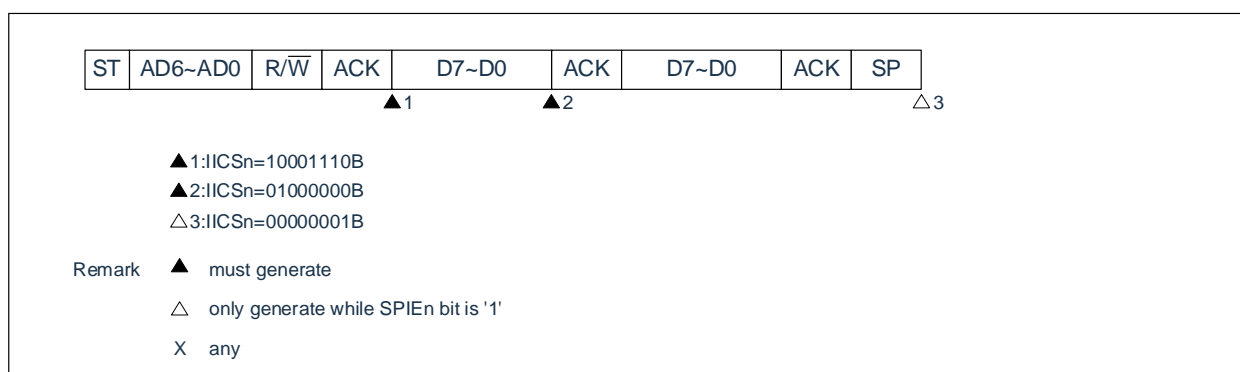 ST AD6~AD0 R/W̅ ACK D7~D0 ACK D7~D0 ACK SP
▲1 ▲2 △3
▲1:IICSn=10001110B
▲2:IICSn=01000000B
△3:IICSn=00000001B
Remark ▲ must generate
△ only generate while SPIEn bit is '1'
X any